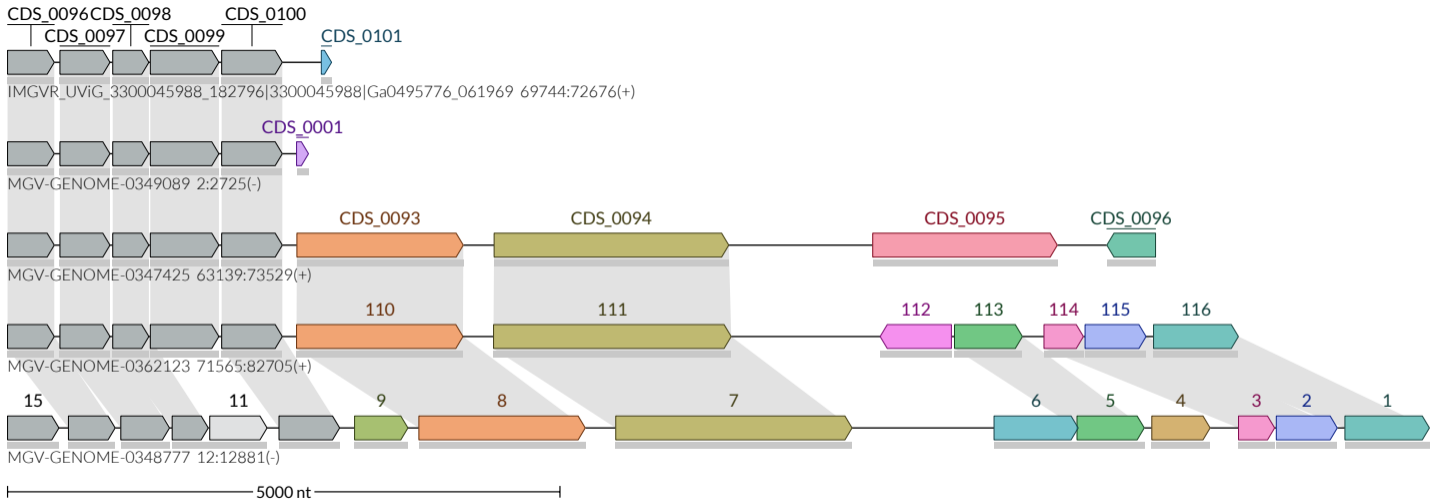 CDS_0096 CDS_0098 CDS_0100
CDS_0097 CDS_0099 CDS_0101
IMGVR_UViG_3300045988_182796|3300045988|Ga0495776_061969 69744:72676(+)
CDS_0001
MGV-GENOME-0349089 2:2725(-)
CDS_0093 CDS_0094 CDS_0095 CDS_0096
MGV-GENOME-0347425 63139:73529(+)
110 111 112 113 114 115 116
MGV-GENOME-0362123 71565:82705(+)
15 11 9 8 7 6 5 4 3 2 1
MGV-GENOME-0348777 12:12881(-)
5000 nt